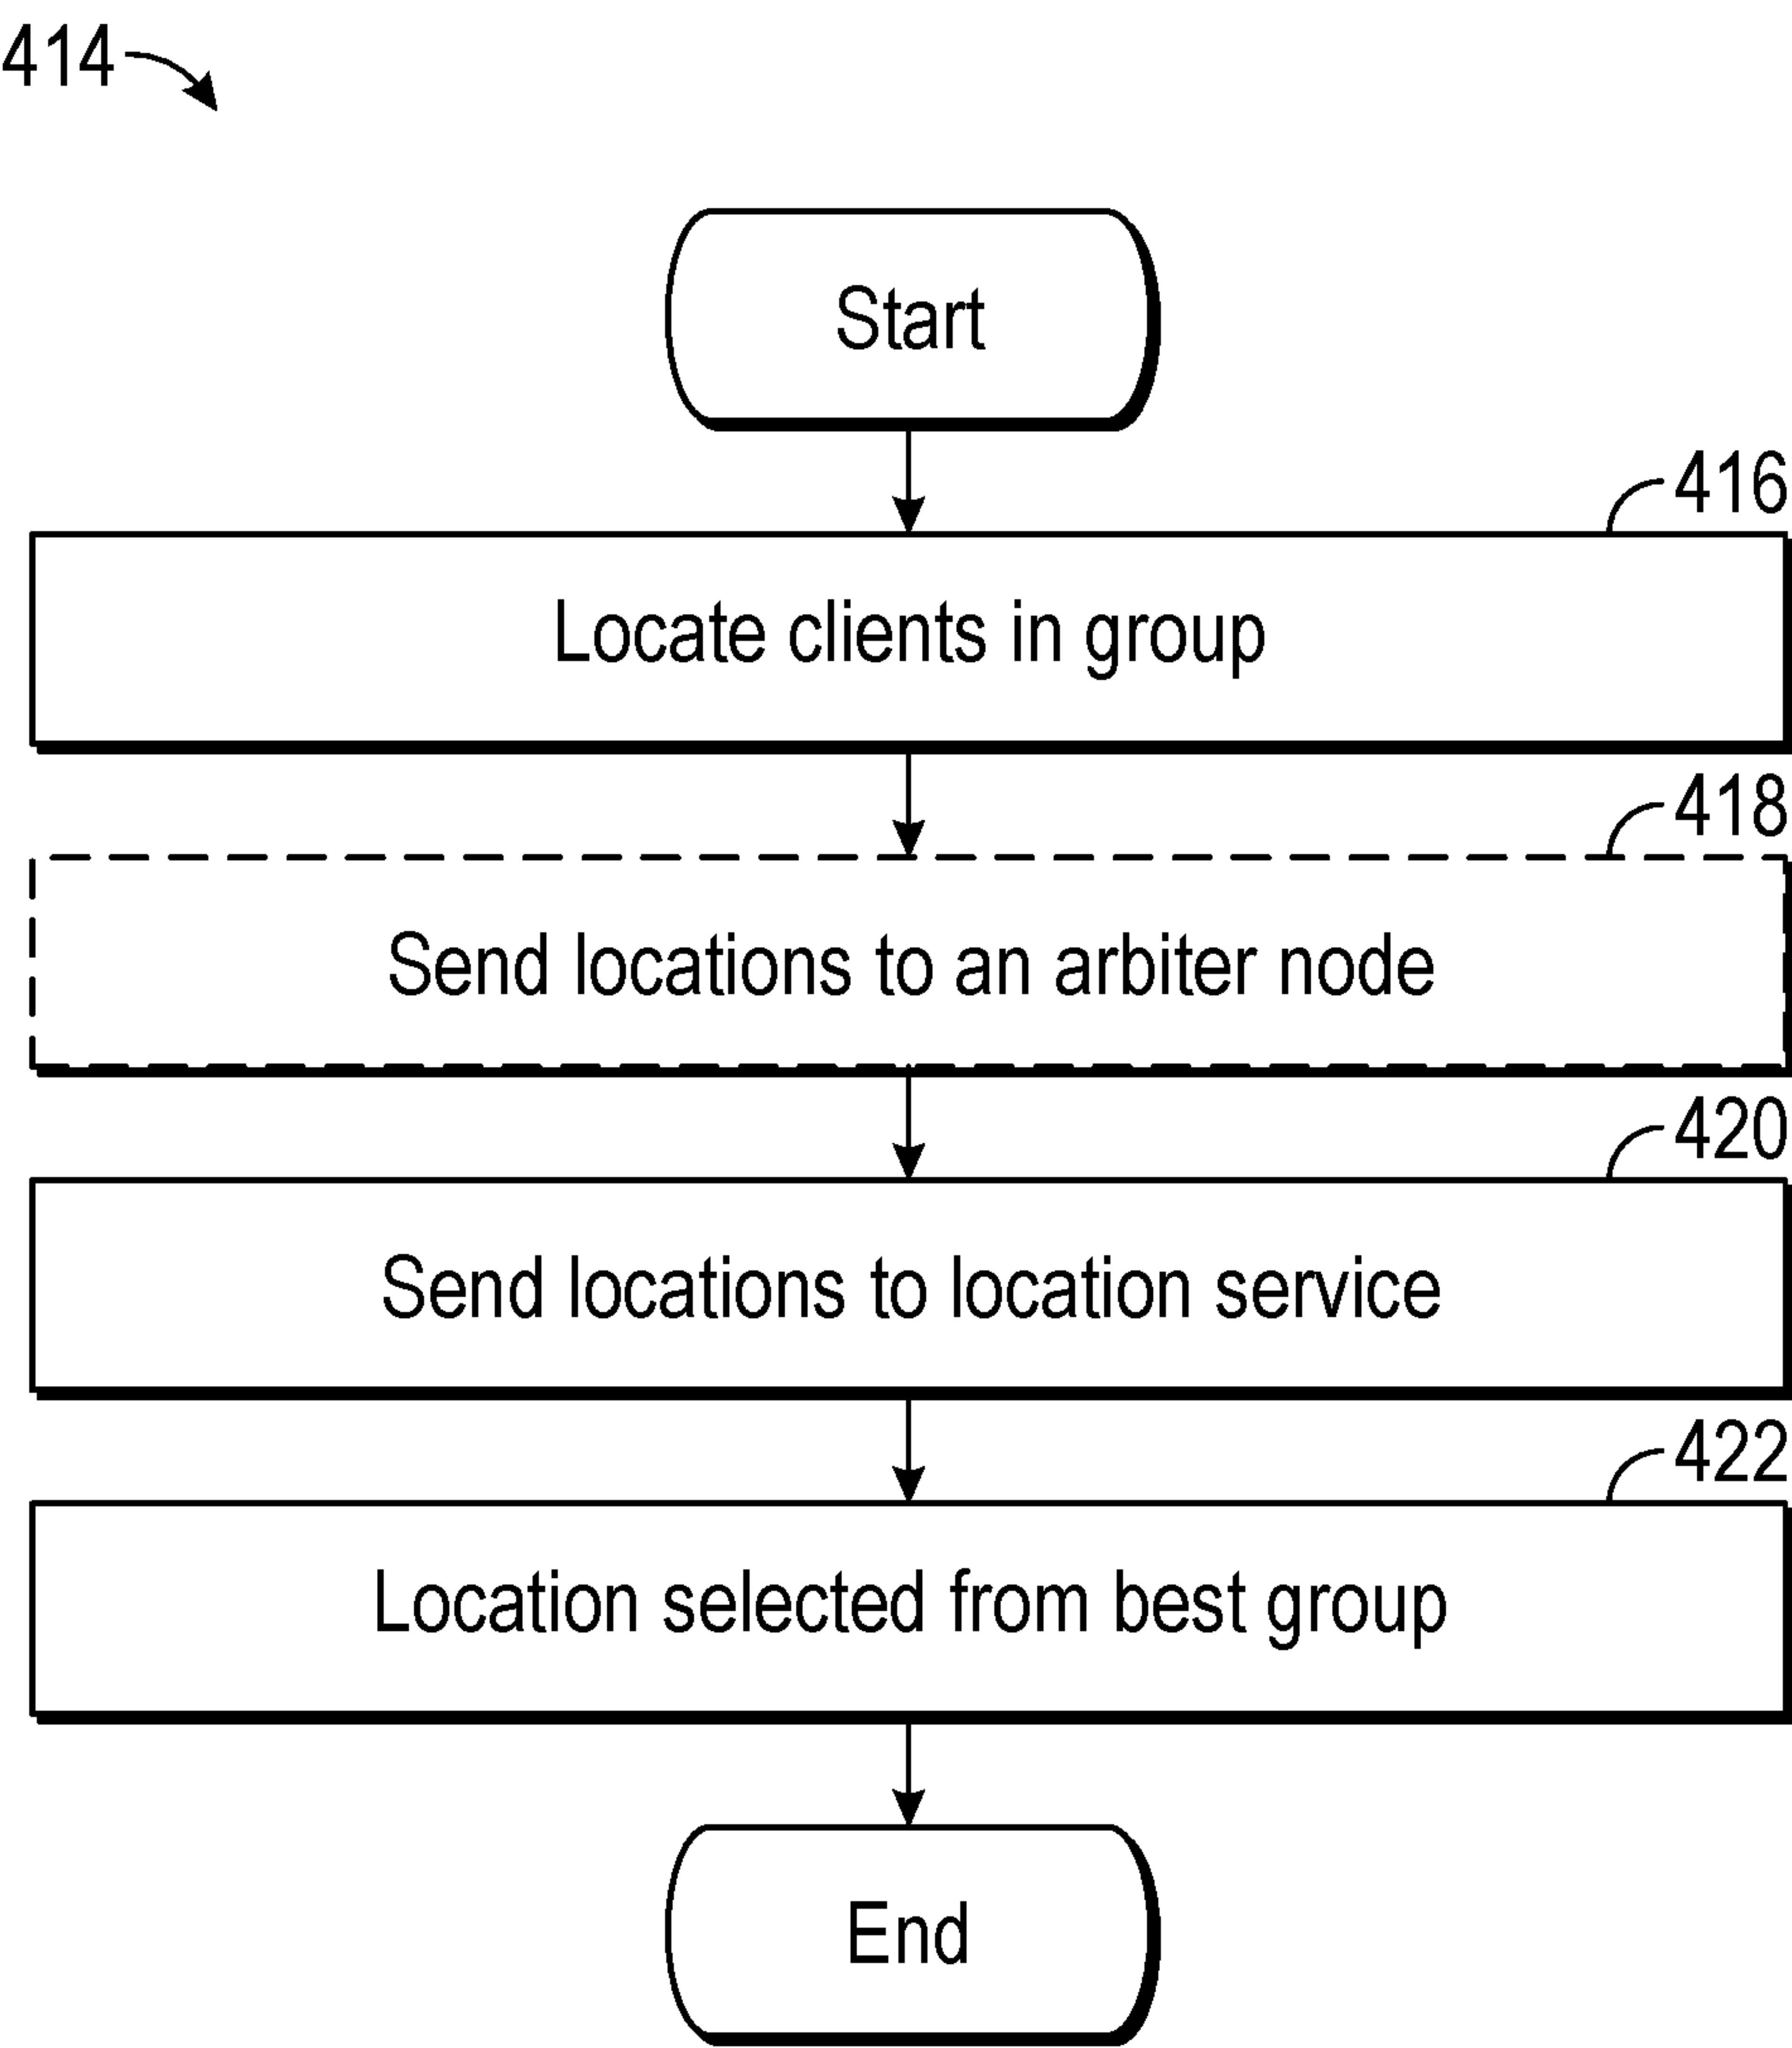 414
Start
416
Locate clients in group
418
Send locations to an arbiter node
420
Send locations to location service
422
Location selected from best group
End